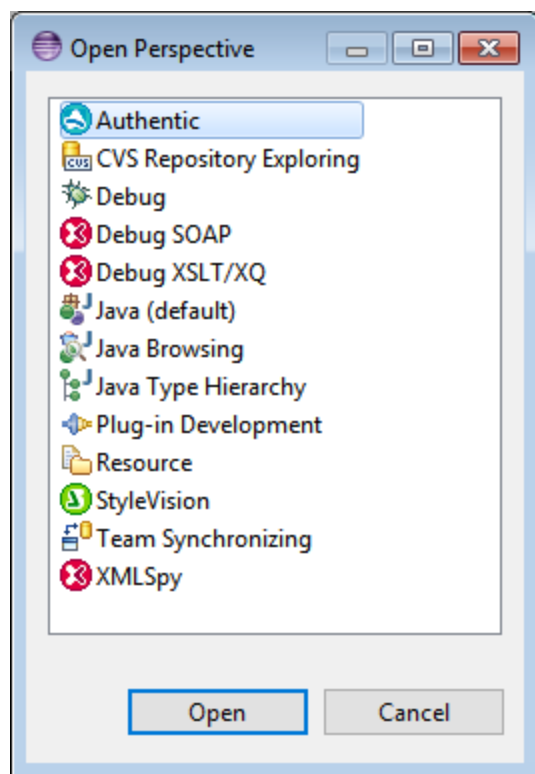 Open Perspective
Authentic
CVS Repository Exploring
Debug
Debug SOAP
Debug XSLT/XQ
Java (default)
Java Browsing
Java Type Hierarchy
Plug-in Development
Resource
StyleVision
Team Synchronizing
XMLSpy
Open Cancel